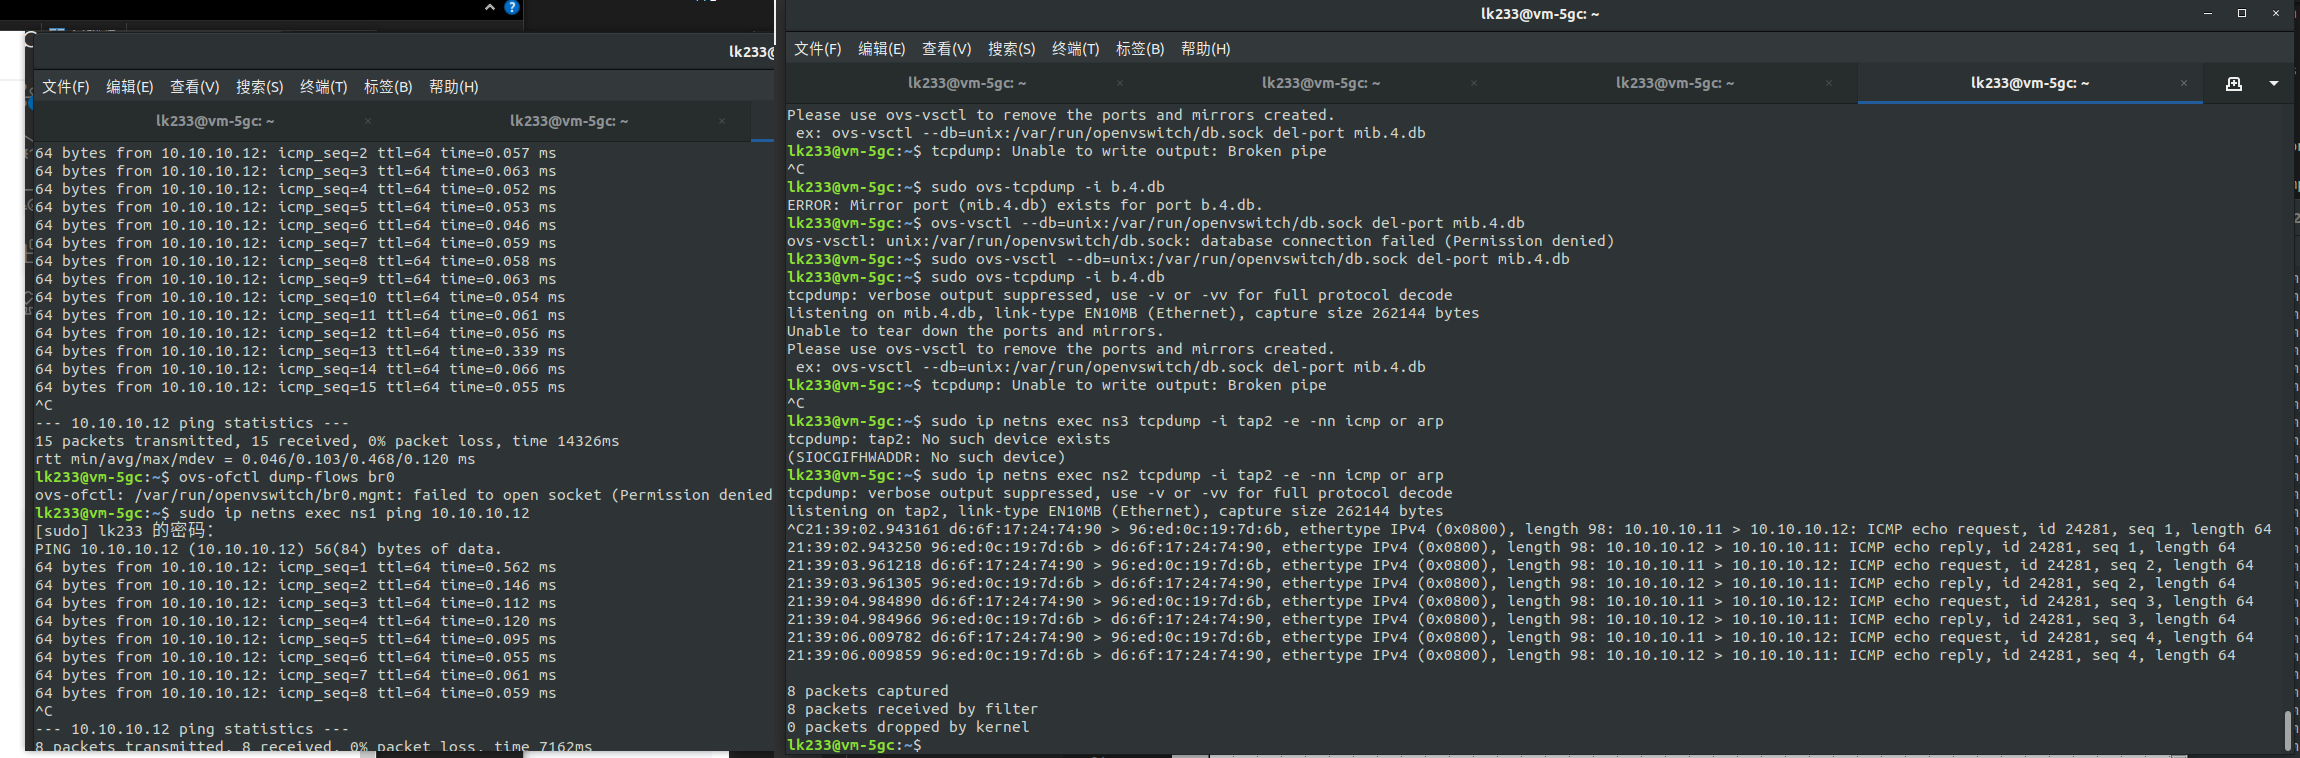 lk233@
文件(F) 编辑(E) 查看(V) 搜索(S) 终端(T) 标签(B) 帮助(H)
lk233@vm-5gc: ~ × lk233@vm-5gc: ~ ×
64 bytes from 10.10.10.12: icmp_seq=2 ttl=64 time=0.057 ms
64 bytes from 10.10.10.12: icmp_seq=3 ttl=64 time=0.063 ms
64 bytes from 10.10.10.12: icmp_seq=4 ttl=64 time=0.052 ms
64 bytes from 10.10.10.12: icmp_seq=5 ttl=64 time=0.053 ms
64 bytes from 10.10.10.12: icmp_seq=6 ttl=64 time=0.046 ms
64 bytes from 10.10.10.12: icmp_seq=7 ttl=64 time=0.059 ms
64 bytes from 10.10.10.12: icmp_seq=8 ttl=64 time=0.058 ms
64 bytes from 10.10.10.12: icmp_seq=9 ttl=64 time=0.063 ms
64 bytes from 10.10.10.12: icmp_seq=10 ttl=64 time=0.054 ms
64 bytes from 10.10.10.12: icmp_seq=11 ttl=64 time=0.061 ms
64 bytes from 10.10.10.12: icmp_seq=12 ttl=64 time=0.056 ms
64 bytes from 10.10.10.12: icmp_seq=13 ttl=64 time=0.339 ms
64 bytes from 10.10.10.12: icmp_seq=14 ttl=64 time=0.066 ms
64 bytes from 10.10.10.12: icmp_seq=15 ttl=64 time=0.055 ms
^C
--- 10.10.10.12 ping statistics ---
15 packets transmitted, 15 received, 0% packet loss, time 14326ms
rtt min/avg/max/mdev = 0.046/0.103/0.468/0.120 ms
lk233@vm-5gc:~$ ovs-ofctl dump-flows br0
ovs-ofctl: /var/run/openvswitch/br0.mgmt: failed to open socket (Permission denied
lk233@vm-5gc:~$ sudo ip netns exec ns1 ping 10.10.10.12
[sudo] lk233 的密码：
PING 10.10.10.12 (10.10.10.12) 56(84) bytes of data.
64 bytes from 10.10.10.12: icmp_seq=1 ttl=64 time=0.562 ms
64 bytes from 10.10.10.12: icmp_seq=2 ttl=64 time=0.146 ms
64 bytes from 10.10.10.12: icmp_seq=3 ttl=64 time=0.112 ms
64 bytes from 10.10.10.12: icmp_seq=4 ttl=64 time=0.120 ms
64 bytes from 10.10.10.12: icmp_seq=5 ttl=64 time=0.095 ms
64 bytes from 10.10.10.12: icmp_seq=6 ttl=64 time=0.055 ms
64 bytes from 10.10.10.12: icmp_seq=7 ttl=64 time=0.061 ms
64 bytes from 10.10.10.12: icmp_seq=8 ttl=64 time=0.059 ms
^C
--- 10.10.10.12 ping statistics ---
8 packets transmitted, 8 received, 0% packet loss, time 7162ms
lk233@vm-5gc: ~
文件(F) 编辑(E) 查看(V) 搜索(S) 终端(T) 标签(B) 帮助(H)
lk233@vm-5gc: ~ × lk233@vm-5gc: ~ × lk233@vm-5gc: ~ × lk233@vm-5gc: ~ ×
Please use ovs-vsctl to remove the ports and mirrors created.
 ex: ovs-vsctl --db=unix:/var/run/openvswitch/db.sock del-port mib.4.db
lk233@vm-5gc:~$ tcpdump: Unable to write output: Broken pipe
^C
lk233@vm-5gc:~$ sudo ovs-tcpdump -i b.4.db
ERROR: Mirror port (mib.4.db) exists for port b.4.db.
lk233@vm-5gc:~$ ovs-vsctl --db=unix:/var/run/openvswitch/db.sock del-port mib.4.db
ovs-vsctl: unix:/var/run/openvswitch/db.sock: database connection failed (Permission denied)
lk233@vm-5gc:~$ sudo ovs-vsctl --db=unix:/var/run/openvswitch/db.sock del-port mib.4.db
lk233@vm-5gc:~$ sudo ovs-tcpdump -i b.4.db
tcpdump: verbose output suppressed, use -v or -vv for full protocol decode
listening on mib.4.db, link-type EN10MB (Ethernet), capture size 262144 bytes
Unable to tear down the ports and mirrors.
Please use ovs-vsctl to remove the ports and mirrors created.
 ex: ovs-vsctl --db=unix:/var/run/openvswitch/db.sock del-port mib.4.db
lk233@vm-5gc:~$ tcpdump: Unable to write output: Broken pipe
^C
lk233@vm-5gc:~$ sudo ip netns exec ns3 tcpdump -i tap2 -e -nn icmp or arp
tcpdump: tap2: No such device exists
(SIOCGIFHWADDR: No such device)
lk233@vm-5gc:~$ sudo ip netns exec ns2 tcpdump -i tap2 -e -nn icmp or arp
tcpdump: verbose output suppressed, use -v or -vv for full protocol decode
listening on tap2, link-type EN10MB (Ethernet), capture size 262144 bytes
^C21:39:02.943161 d6:6f:17:24:74:90 > 96:ed:0c:19:7d:6b, ethertype IPv4 (0x0800), length 98: 10.10.10.11 > 10.10.10.12: ICMP echo request, id 24281, seq 1, length 64
21:39:02.943250 96:ed:0c:19:7d:6b > d6:6f:17:24:74:90, ethertype IPv4 (0x0800), length 98: 10.10.10.12 > 10.10.10.11: ICMP echo reply, id 24281, seq 1, length 64
21:39:03.961218 d6:6f:17:24:74:90 > 96:ed:0c:19:7d:6b, ethertype IPv4 (0x0800), length 98: 10.10.10.11 > 10.10.10.12: ICMP echo request, id 24281, seq 2, length 64
21:39:03.961305 96:ed:0c:19:7d:6b > d6:6f:17:24:74:90, ethertype IPv4 (0x0800), length 98: 10.10.10.12 > 10.10.10.11: ICMP echo reply, id 24281, seq 2, length 64
21:39:04.984890 d6:6f:17:24:74:90 > 96:ed:0c:19:7d:6b, ethertype IPv4 (0x0800), length 98: 10.10.10.11 > 10.10.10.12: ICMP echo request, id 24281, seq 3, length 64
21:39:04.984966 96:ed:0c:19:7d:6b > d6:6f:17:24:74:90, ethertype IPv4 (0x0800), length 98: 10.10.10.12 > 10.10.10.11: ICMP echo reply, id 24281, seq 3, length 64
21:39:06.009782 d6:6f:17:24:74:90 > 96:ed:0c:19:7d:6b, ethertype IPv4 (0x0800), length 98: 10.10.10.11 > 10.10.10.12: ICMP echo request, id 24281, seq 4, length 64
21:39:06.009859 96:ed:0c:19:7d:6b > d6:6f:17:24:74:90, ethertype IPv4 (0x0800), length 98: 10.10.10.12 > 10.10.10.11: ICMP echo reply, id 24281, seq 4, length 64
8 packets captured
8 packets received by filter
0 packets dropped by kernel
lk233@vm-5gc:~$